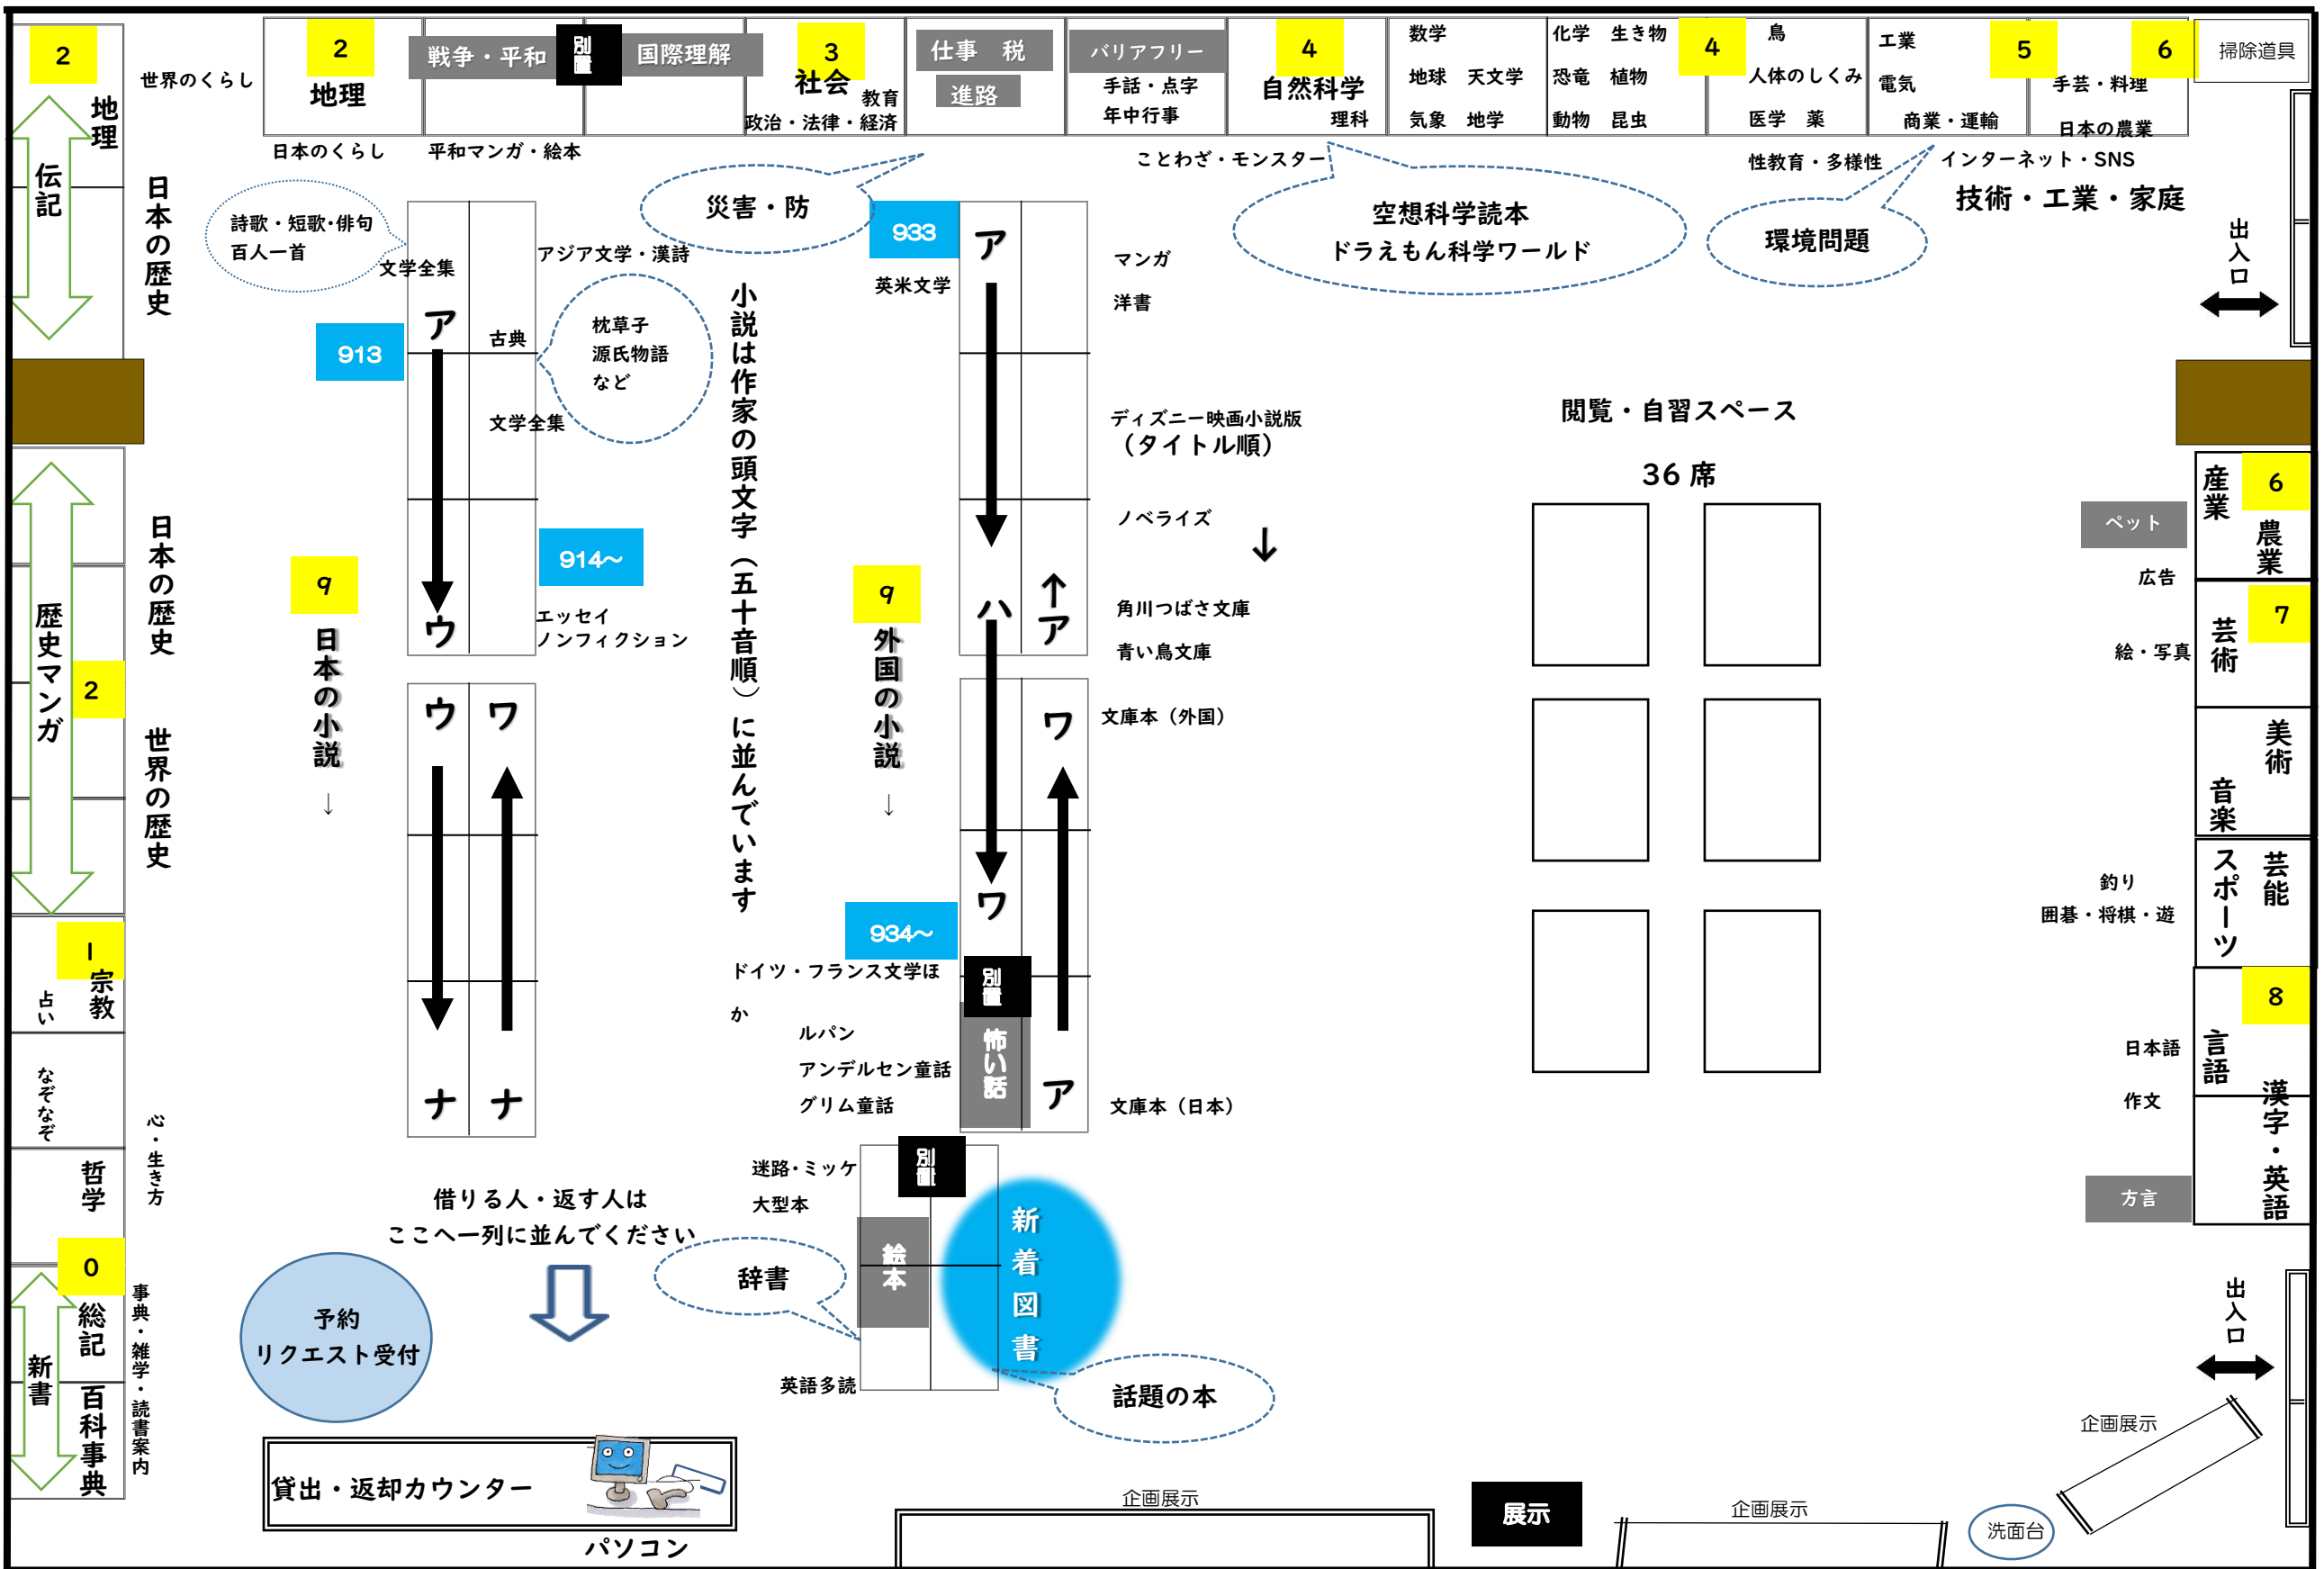 2
地理
世界のくらし
伝記
日本の歴史
2
地理
日本のくらし
戦争・平和
別置
国際理解
平和マンガ・絵本
3
社会
教育
政治・法律・経済
仕事　税
進路
バリアフリー
手話・点字
年中行事
ことわざ・モンスター
4
自然科学
理科
数学
地球　天文学
気象　地学
化学　生き物
恐竜　植物
動物　昆虫
4
鳥
人体のしくみ
医学　薬
性教育・多様性
工業
電気
商業・運輸
5
6
手芸・料理
日本の農業
インターネット・SNS
技術・工業・家庭
掃除道具
出入口
災害・防
空想科学読本
ドラえもん科学ワールド
環境問題
詩歌・短歌・俳句
百人一首
文学全集
アジア文学・漢詩
ア
913
古典
枕草子
源氏物語
など
文学全集
914～
エッセイ
ノンフィクション
ウ
9
日本の小説
↓
ウ
ワ
ナ
ナ
小説は作家の頭文字（五十音順）に並んでいます
933
英米文学
ア
マンガ
洋書
ディズニー映画小説版
（タイトル順）
ノベライズ
↓
ハ
↑
ア
角川つばさ文庫
青い鳥文庫
9
外国の小説
↓
ワ
文庫本（外国）
ワ
934～
ドイツ・フランス文学ほ
か
ルパン
アンデルセン童話
グリム童話
別置
怖い話
ア
文庫本（日本）
閲覧・自習スペース
36 席
6
産業
農業
ペット
広告
7
芸術
絵・写真
美術
音楽
芸能
スポーツ
釣り
囲碁・将棋・遊
8
言語
日本語
作文
漢字・英語
方言
日本の歴史
歴史マンガ
2
世界の歴史
1
宗教
占い
なぞなぞ
哲学
心・生き方
0
総記
新書
百科事典
事典・雑学・読書案内
借りる人・返す人は
ここへ一列に並んでください
予約
リクエスト受付
貸出・返却カウンター
パソコン
迷路・ミッケ
大型本
別置
絵本
辞書
英語多読
新着図書
話題の本
企画展示
展示
企画展示
洗面台
企画展示
出入口